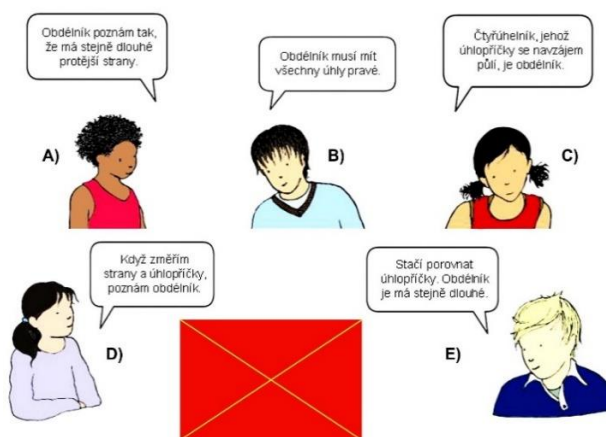 Obdélník poznám tak,
že má stejně dlouhé
protější strany.
A)
Obdélník musí mít
všechny úhly pravé.
B)
Čtyřúhelník, jehož
úhlopříčky se navzájem
půlí, je obdélník.
C)
Když změřím
strany a úhlopříčky,
poznám obdélník.
D)
Stačí porovnat
úhlopříčky. Obdélník
je má stejně dlouhé.
E)